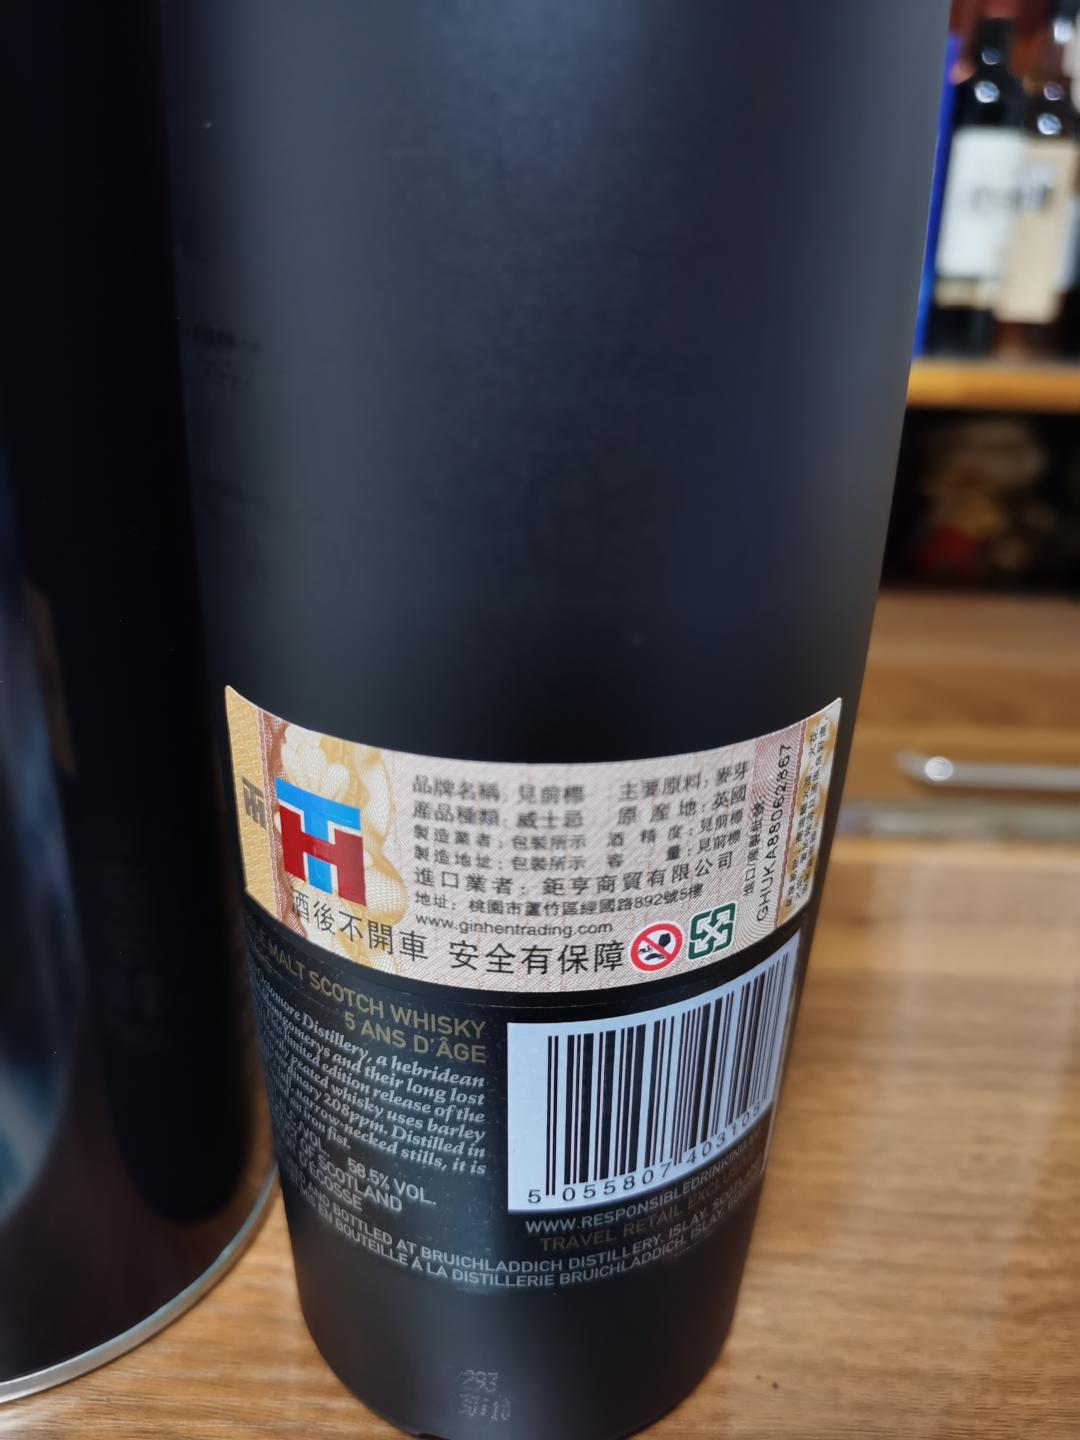 品牌名稱：見前標 主要原料：麥芽
產品種類：威士忌 原產地：英國
製造業者：包裝所示 酒精度：見前標
製造地址：包裝所示 容量：見前標
進口業者：鉅亨商貿有限公司
地址：桃園市蘆竹區經國路892號5樓
www.ginhentrading.com
酒後不開車 安全有保障
GHUKA88062867
MALT SCOTCH WHISKY
5 ANS D'ÂGE
Distillery, a hebridean
and their long lost
limited edition release of the
peated whisky uses barley
208ppm. Distilled in
narrow-necked stills, it is
an iron fist.
58.5% VOL.
OF SCOTLAND
D'ÉCOSSE
AND BOTTLED AT BRUICHLADDICH DISTILLERY, ISLAY, SCOTLAND
EN BOUTEILLE À LA DISTILLERIE BRUICHLADDICH, ISLAY,
5 055807 403108
WWW.RESPONSIBLEDRINKING.
TRAVEL RETAIL EXCLUSIVE
293